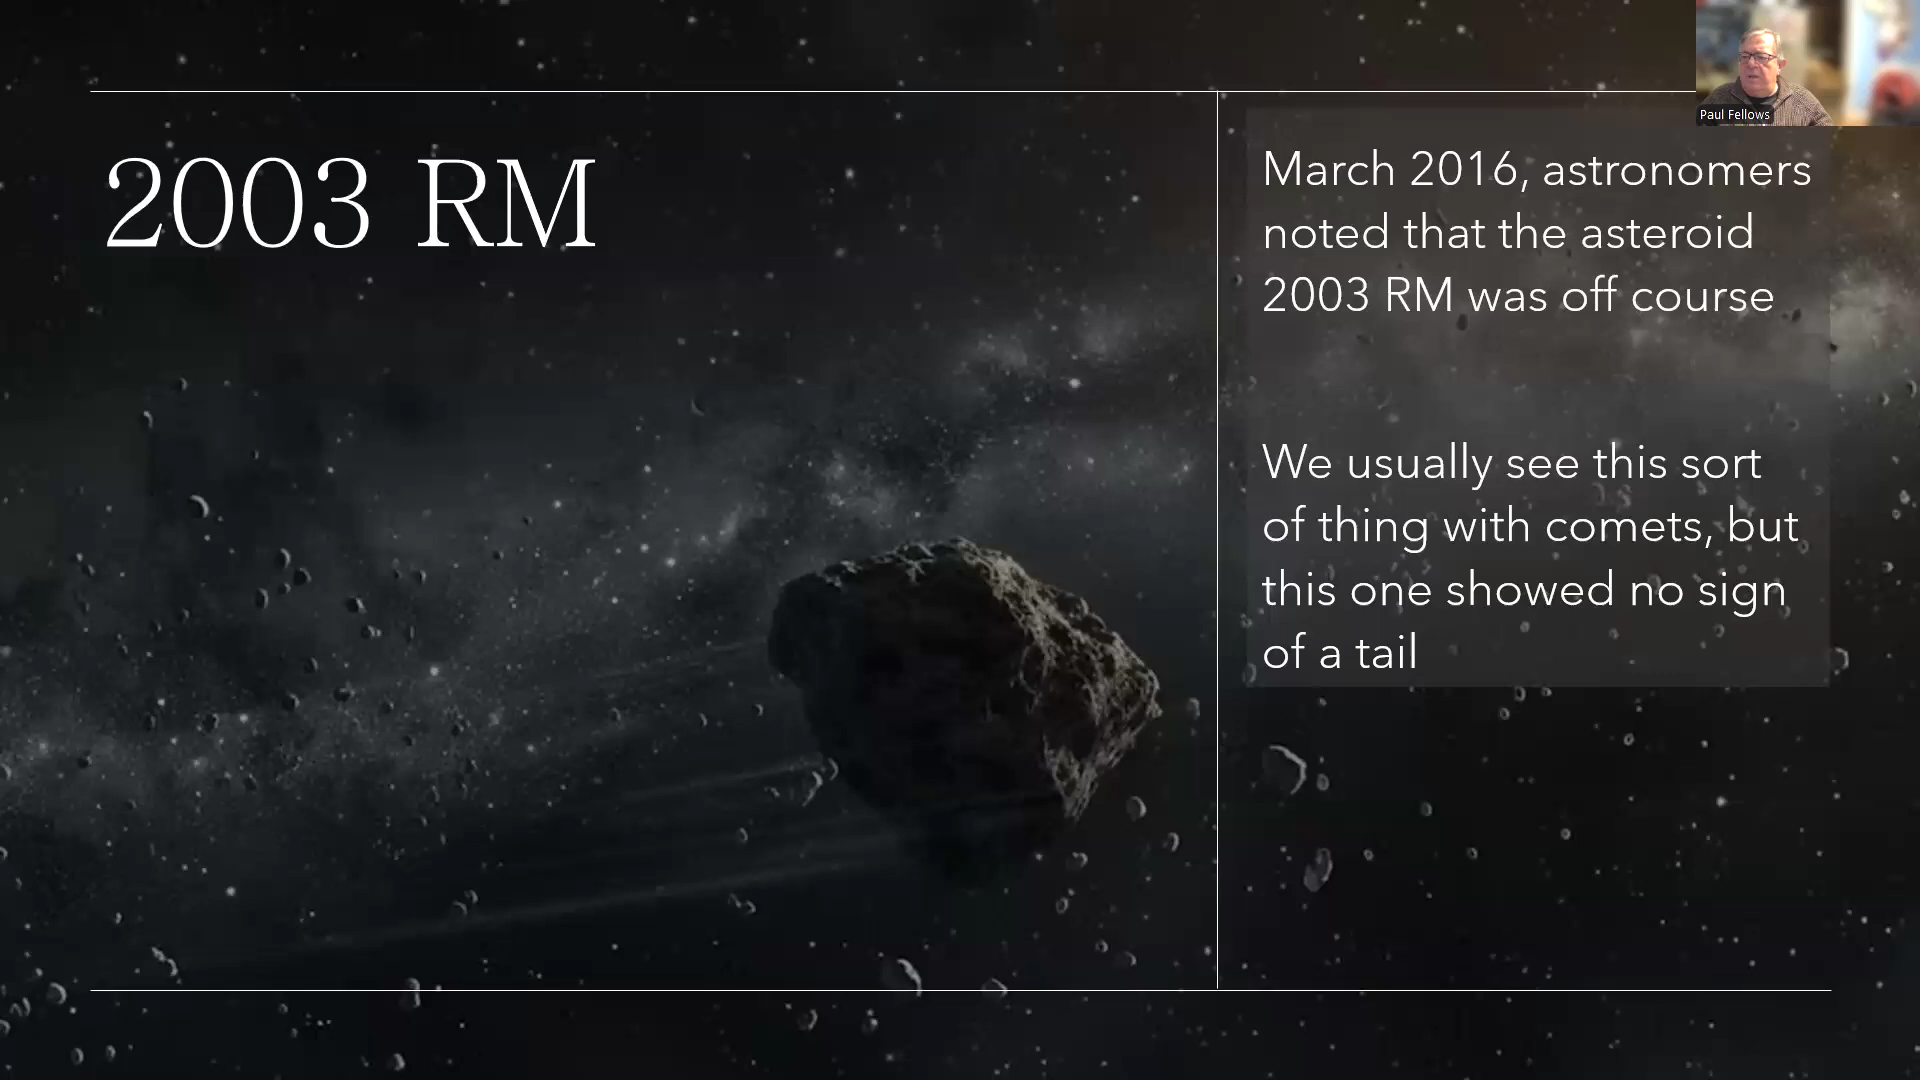 2003 RM
March 2016, astronomers
noted that the asteroid
2003 RM was off course
We usually see this sort
of thing with comets, but
this one showed no sign
of a tail
Paul Fellows